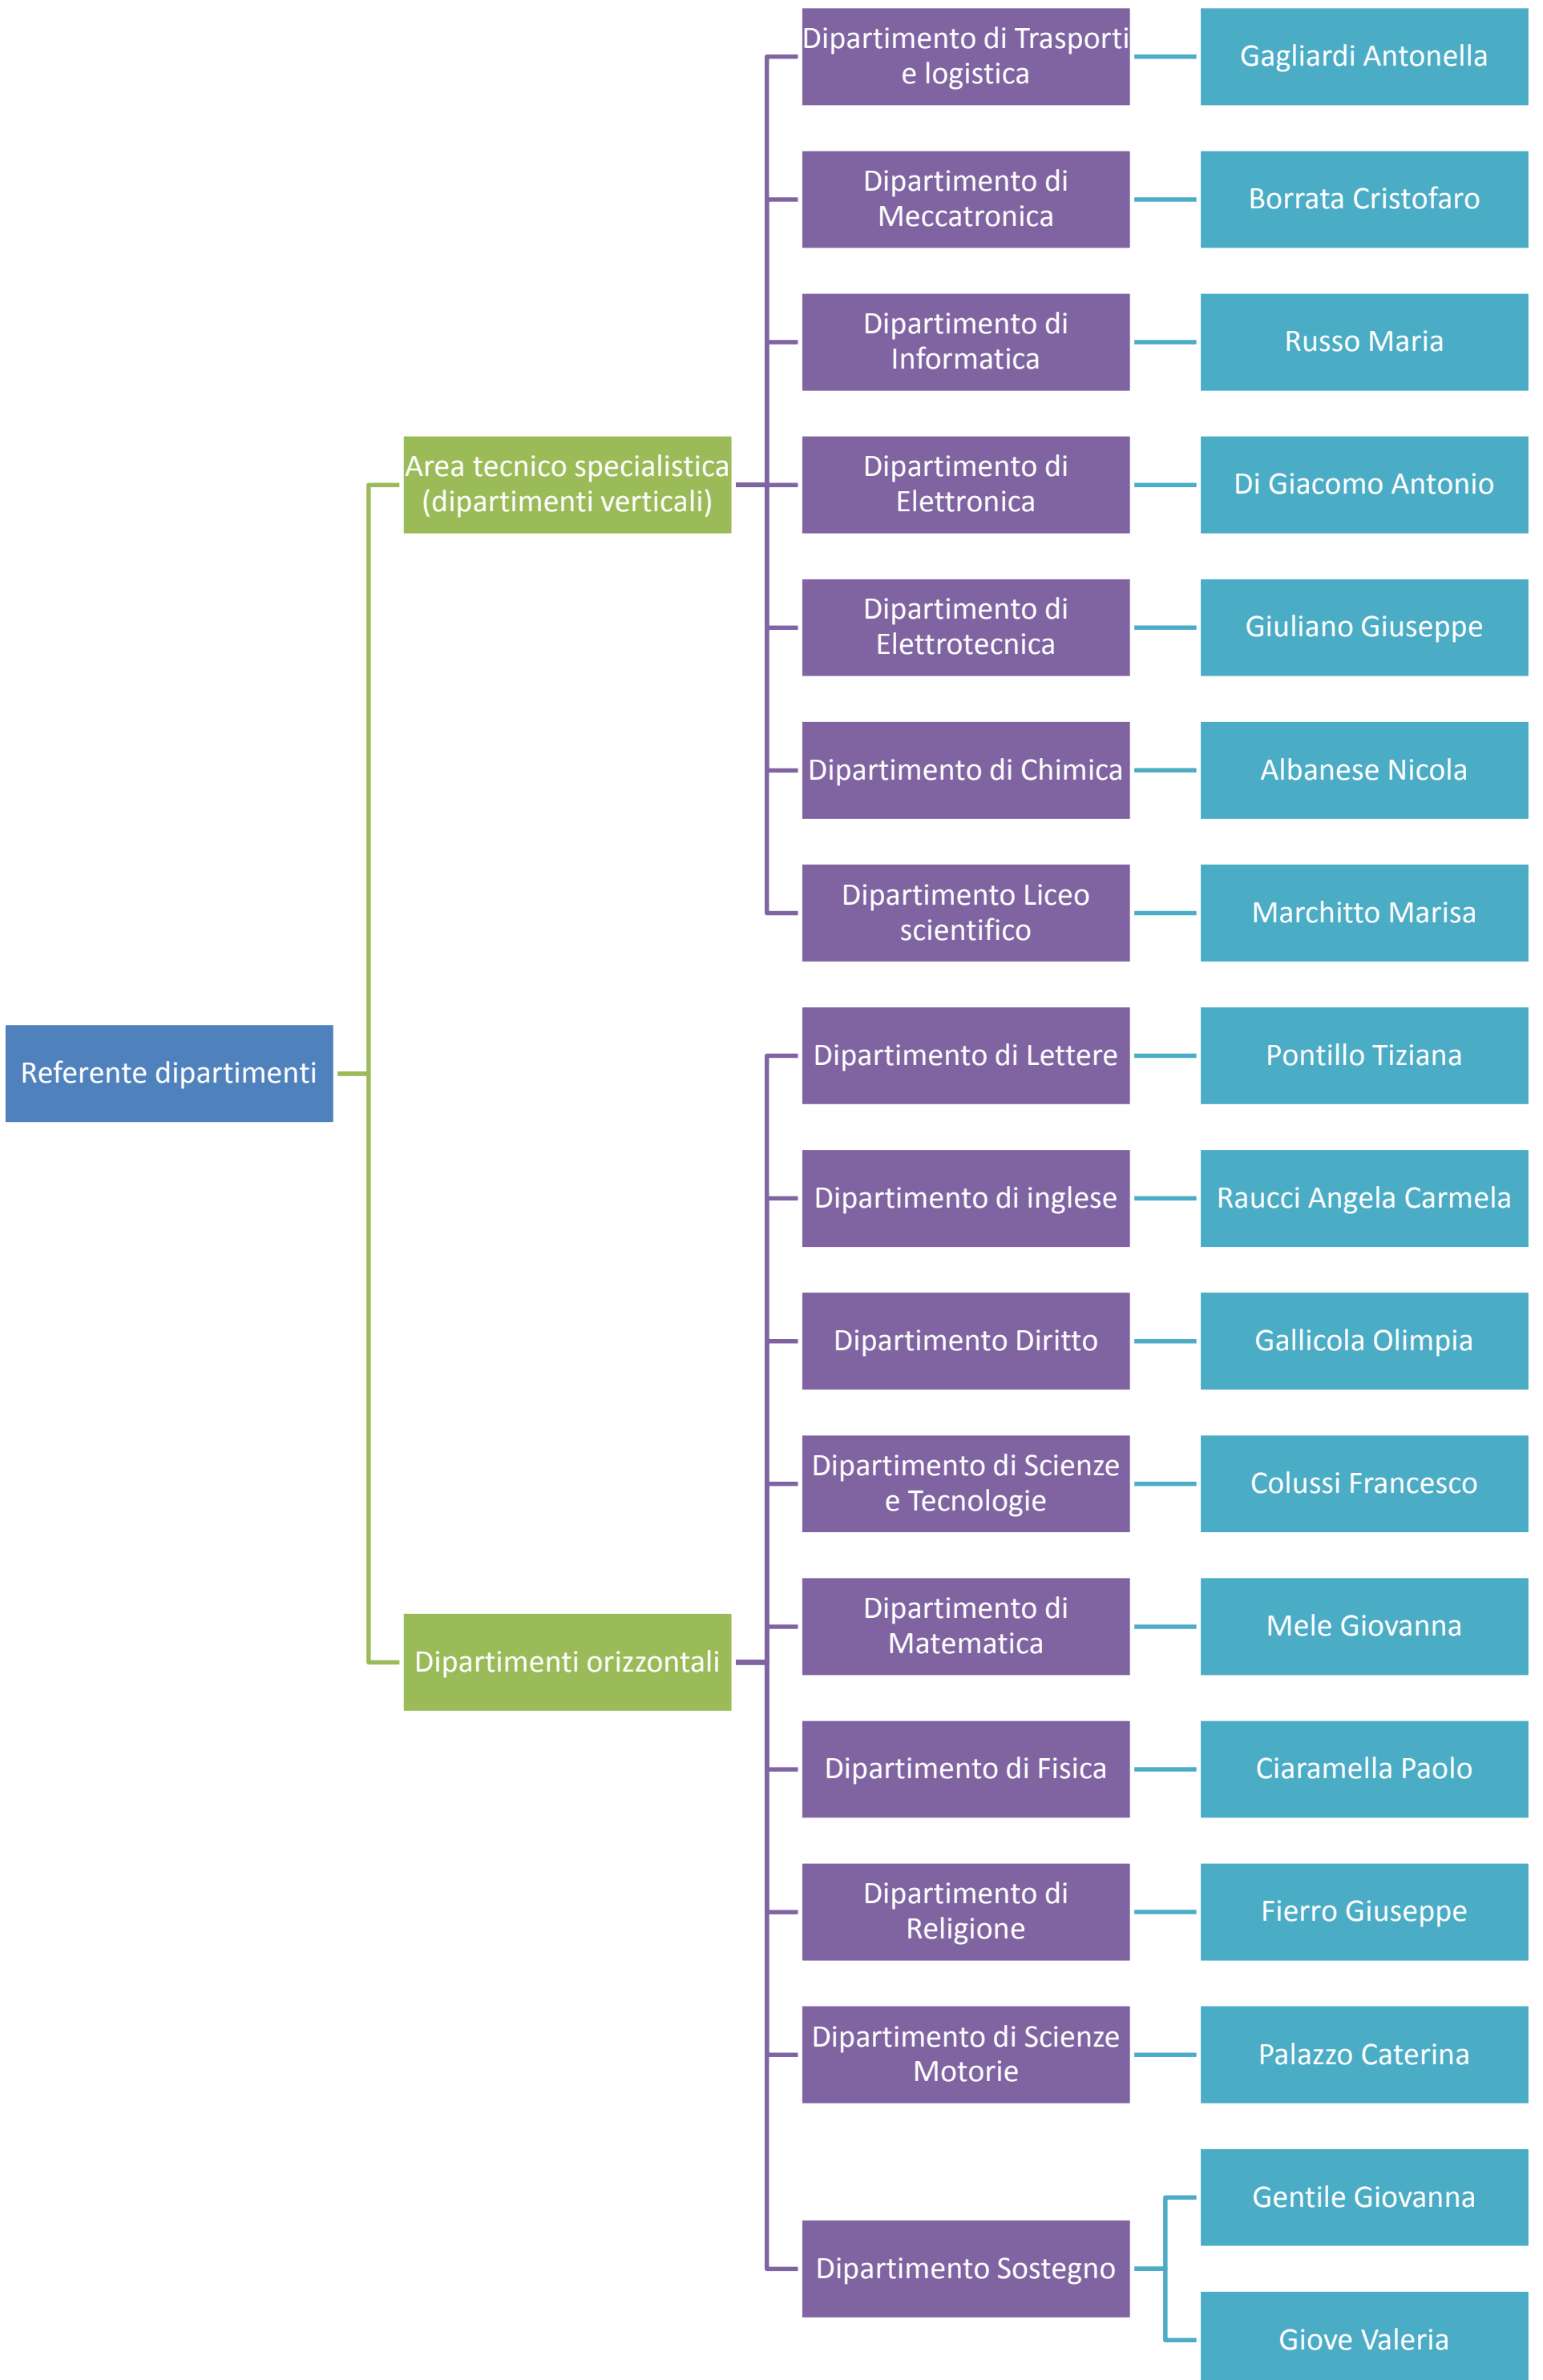 Referente dipartimenti
Area tecnico specialistica
(dipartimenti verticali)
Dipartimento di Trasporti
e logistica
Gagliardi Antonella
Dipartimento di
Meccatronica
Borrata Cristofaro
Dipartimento di
Informatica
Russo Maria
Dipartimento di
Elettronica
Di Giacomo Antonio
Dipartimento di
Elettrotecnica
Giuliano Giuseppe
Dipartimento di Chimica
Albanese Nicola
Dipartimento Liceo
scientifico
Marchitto Marisa
Dipartimenti orizzontali
Dipartimento di Lettere
Pontillo Tiziana
Dipartimento di inglese
Raucci Angela Carmela
Dipartimento Diritto
Gallicola Olimpia
Dipartimento di Scienze
e Tecnologie
Colussi Francesco
Dipartimento di
Matematica
Mele Giovanna
Dipartimento di Fisica
Ciaramella Paolo
Dipartimento di
Religione
Fierro Giuseppe
Dipartimento di Scienze
Motorie
Palazzo Caterina
Dipartimento Sostegno
Gentile Giovanna
Giove Valeria